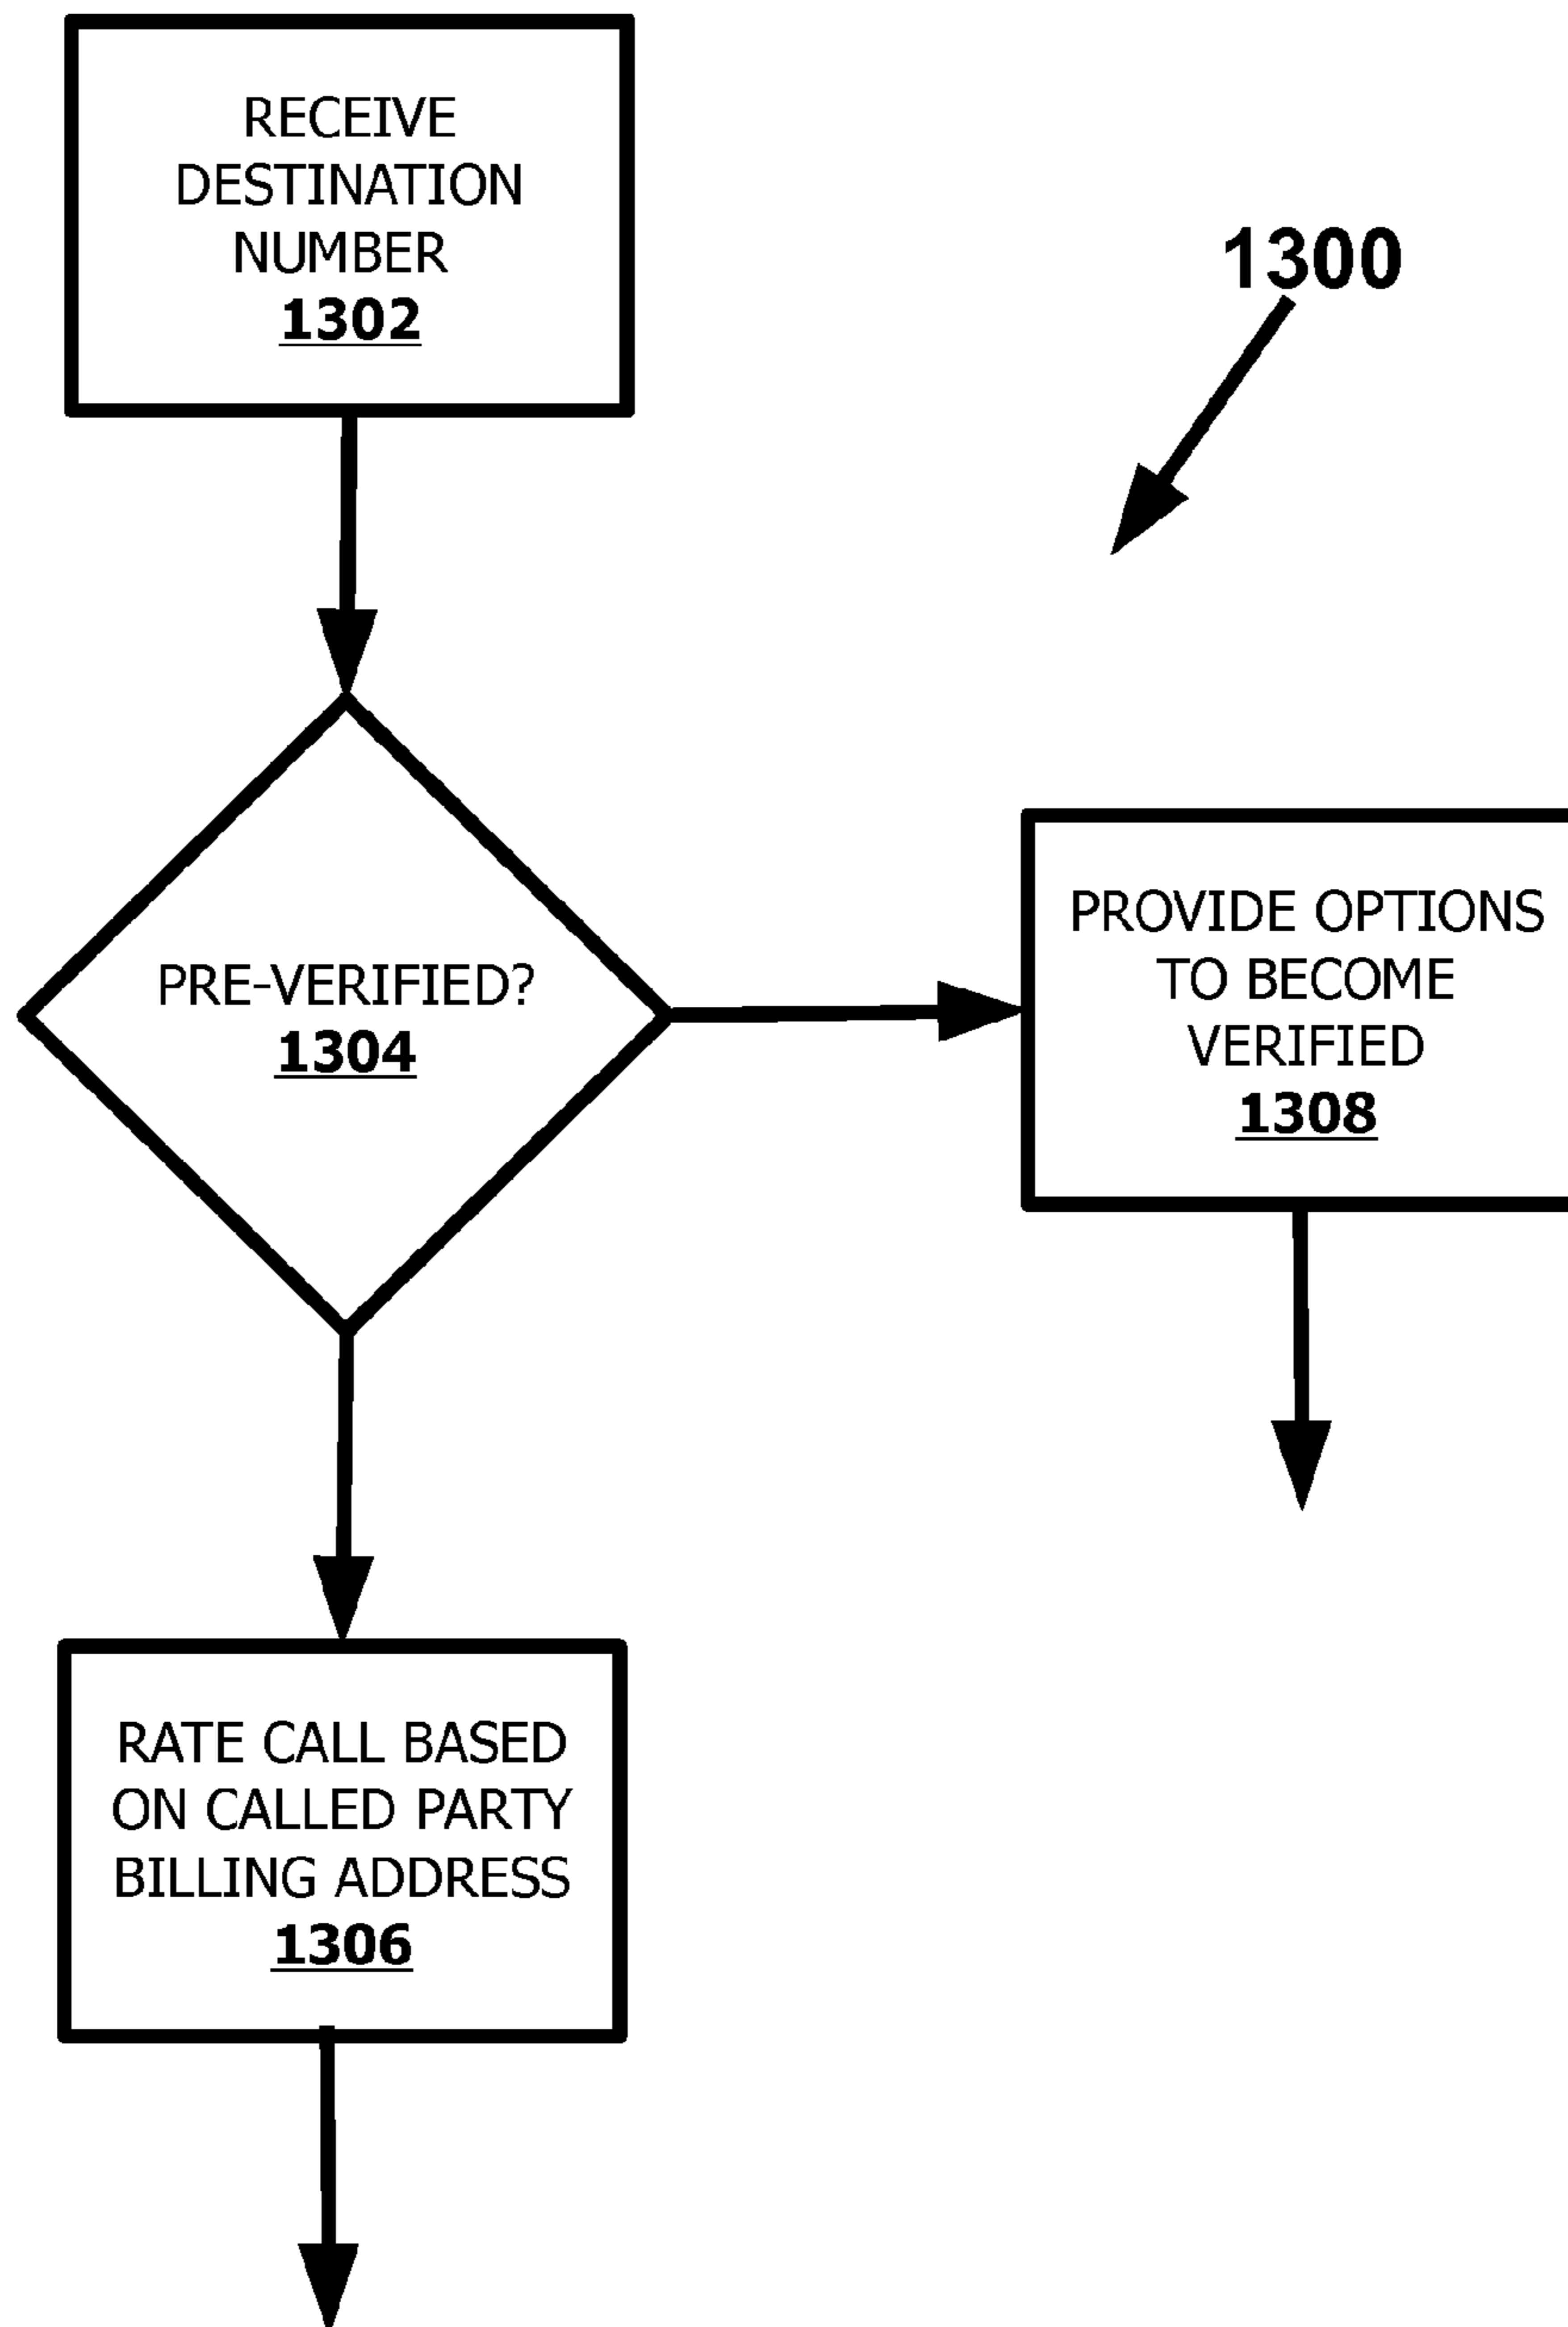 RECEIVE
DESTINATION
NUMBER
1302
1300
PRE-VERIFIED?
1304
PROVIDE OPTIONS
TO BECOME
VERIFIED
1308
RATE CALL BASED
ON CALLED PARTY
BILLING ADDRESS
1306